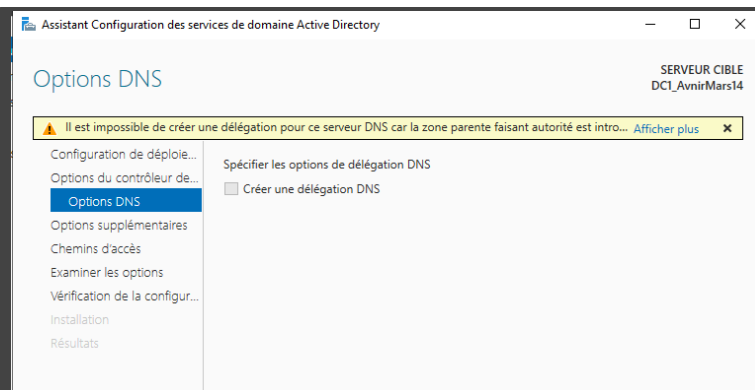 Assistant Configuration des services de domaine Active Directory
Options DNS
SERVEUR CIBLE
DC1_AvnirMars14
Il est impossible de créer une délégation pour ce serveur DNS car la zone parente faisant autorité est intro... Afficher plus
Configuration de déploie...
Options du contrôleur de...
Options DNS
Options supplémentaires
Chemins d'accès
Examiner les options
Vérification de la configur...
Installation
Résultats
Spécifier les options de délégation DNS
Créer une délégation DNS